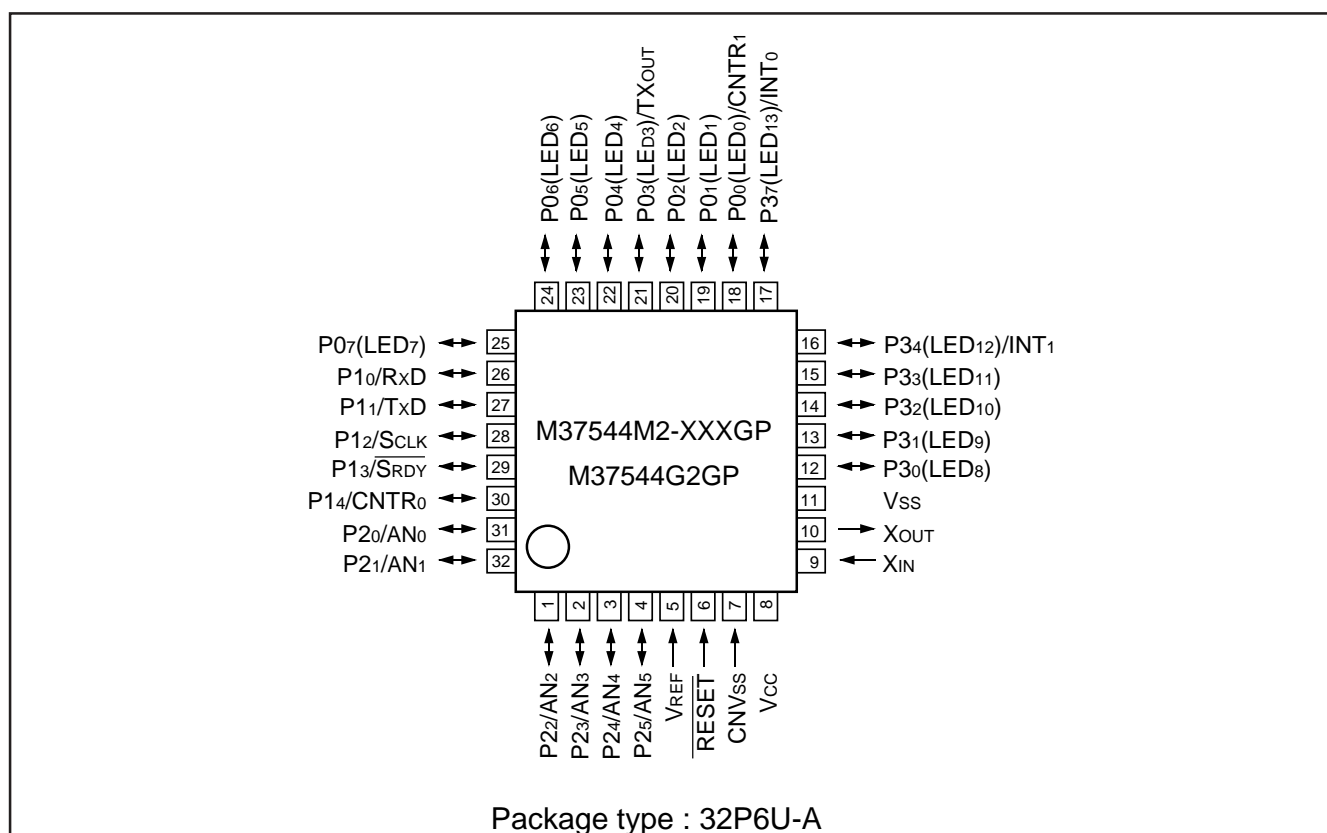 P06(LED6)
P05(LED5)
P04(LED4)
P03(LED3)/TXOUT
P02(LED2)
P01(LED1)
P00(LED0)/CNTR1
P37(LED13)/INT0
24
23
22
21
20
19
18
17
P07(LED7) 25
P10/RXD 26
P11/TXD 27
P12/SCLK 28
P13/SRDY 29
P14/CNTR0 30
P20/AN0 31
P21/AN1 32
M37544M2-XXXGP
M37544G2GP
16 P34(LED12)/INT1
15 P33(LED11)
14 P32(LED10)
13 P31(LED9)
12 P30(LED8)
11 VSS
10 XOUT
9 XIN
1
2
3
4
5
6
7
8
P22/AN2
P23/AN3
P24/AN4
P25/AN5
VREF
RESET
CNVSS
VCC
Package type : 32P6U-A